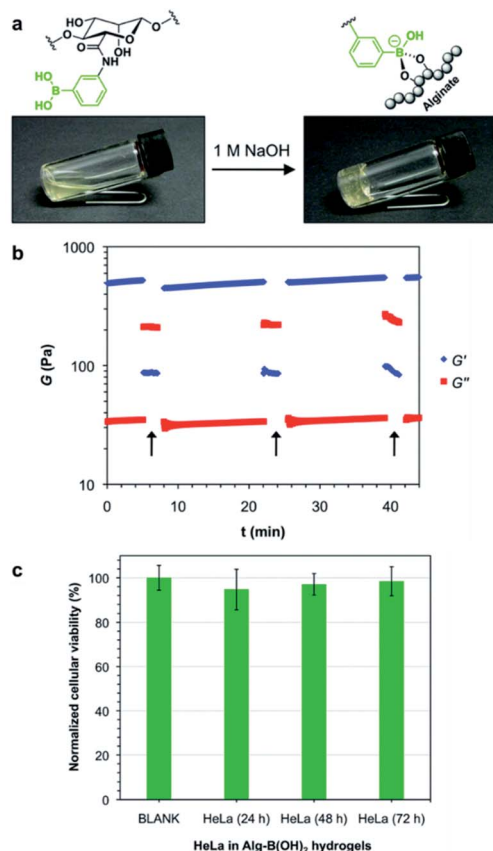 a
OH
HO
O
O
O
O
NH
HO
B
HO
OH
B
O
O
Alginate
1 M NaOH
b
1000
100
10
G (Pa)
0
10
20
30
40
t (min)
G'
G"
c
120
100
80
60
40
20
0
Normalized cellular viability (%)
BLANK
HeLa (24 h)
HeLa (48 h)
HeLa (72 h)
HeLa in Alg-B(OH)₂ hydrogels